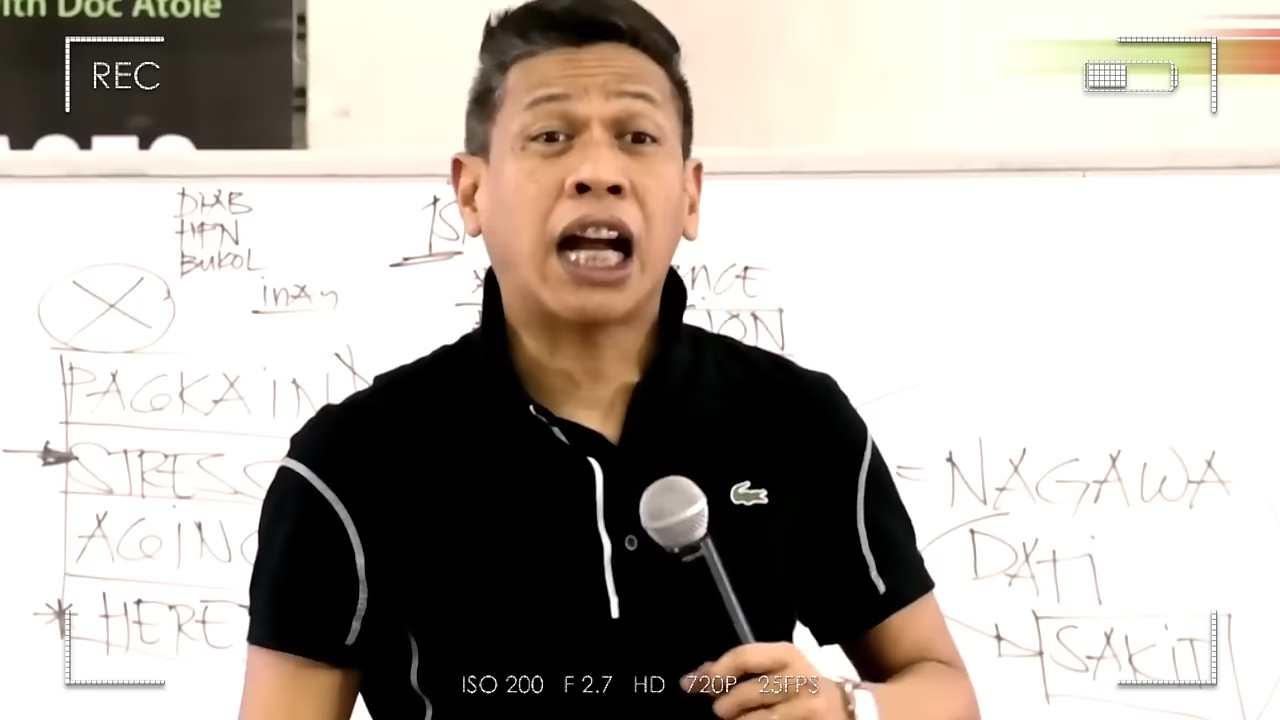 with Doc Atole
REC
DIAB
HPN
BUKOL
inay
PAGKAIN
STRESS
AGING
HERE
= NAGAWA
DATI
SAKIT
ISO 200 F 2.7 HD 720P 25FPS